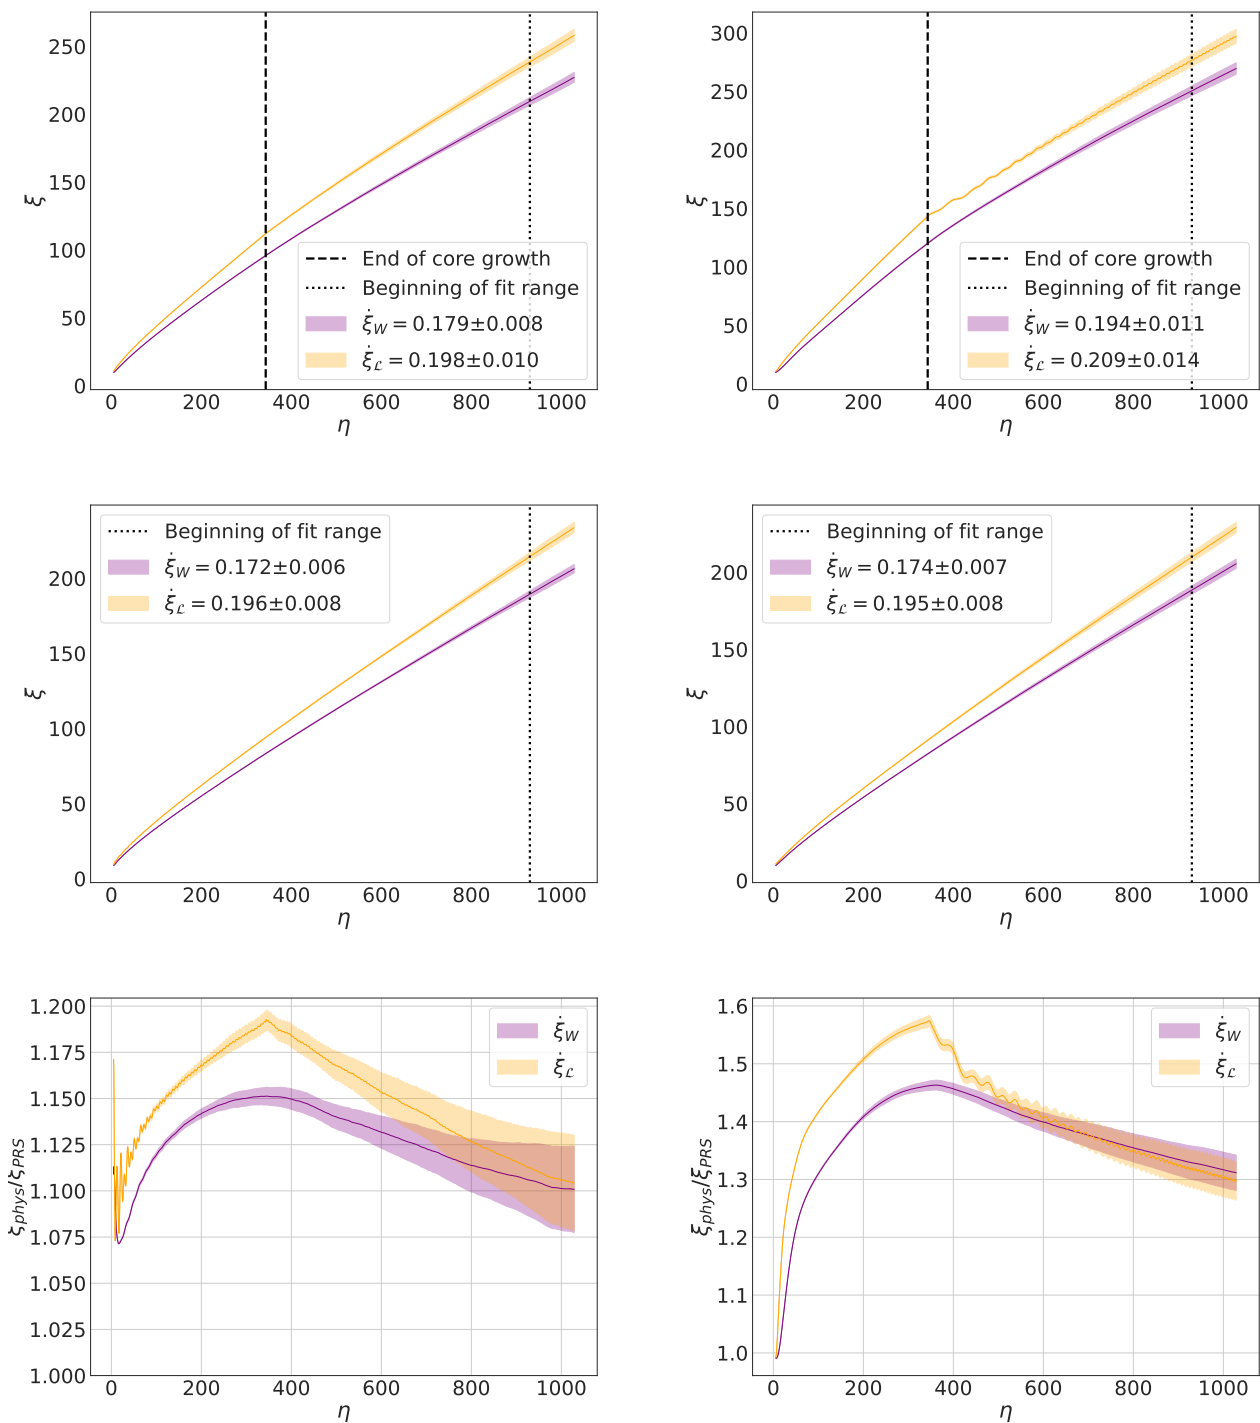 250
200
150
100
50
0
ξ
0 200 400 600 800 1000
η
End of core growth
Beginning of fit range
ξ̇_W = 0.179±0.008
ξ̇_ℒ = 0.198±0.010
300
250
200
150
100
50
0
ξ
0 200 400 600 800 1000
η
End of core growth
Beginning of fit range
ξ̇_W = 0.194±0.011
ξ̇_ℒ = 0.209±0.014
200
150
100
50
0
ξ
0 200 400 600 800 1000
η
Beginning of fit range
ξ̇_W = 0.172±0.006
ξ̇_ℒ = 0.196±0.008
200
150
100
50
0
ξ
0 200 400 600 800 1000
η
Beginning of fit range
ξ̇_W = 0.174±0.007
ξ̇_ℒ = 0.195±0.008
1.200
1.175
1.150
1.125
1.100
1.075
1.050
1.025
1.000
ξ_phys/ξ_PRS
0 200 400 600 800 1000
η
ξ̇_W
ξ̇_ℒ
1.6
1.5
1.4
1.3
1.2
1.1
1.0
ξ_phys/ξ_PRS
0 200 400 600 800 1000
η
ξ̇_W
ξ̇_ℒ